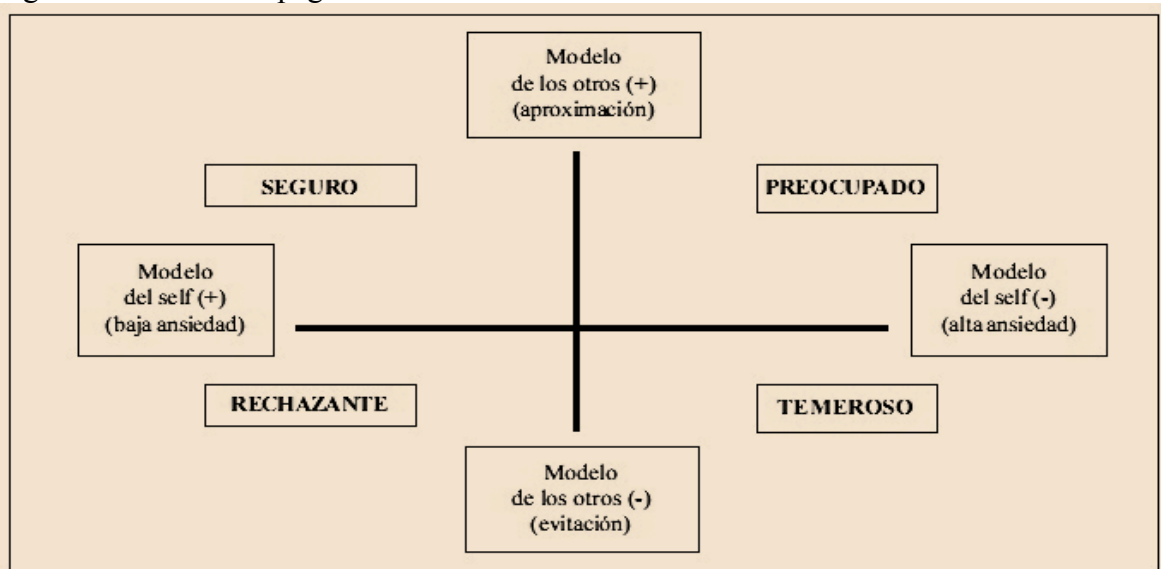 Modelo
de los otros (+)
(aproximación)
SEGURO
PREOCUPADO
Modelo
del self (+)
(baja ansiedad)
Modelo
del self (-)
(alta ansiedad)
RECHAZANTE
TEMEROSO
Modelo
de los otros (-)
(evitación)